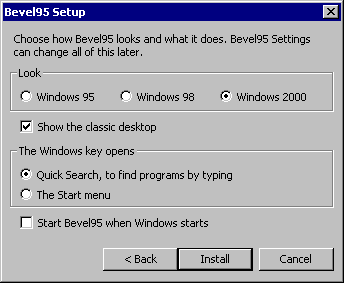 Bevel95 Setup
Choose how Bevel95 looks and what it does. Bevel95 Settings
can change all of this later.
Look
Windows 95
Windows 98
Windows 2000
Show the classic desktop
The Windows key opens
Quick Search, to find programs by typing
The Start menu
Start Bevel95 when Windows starts
< Back
Install
Cancel